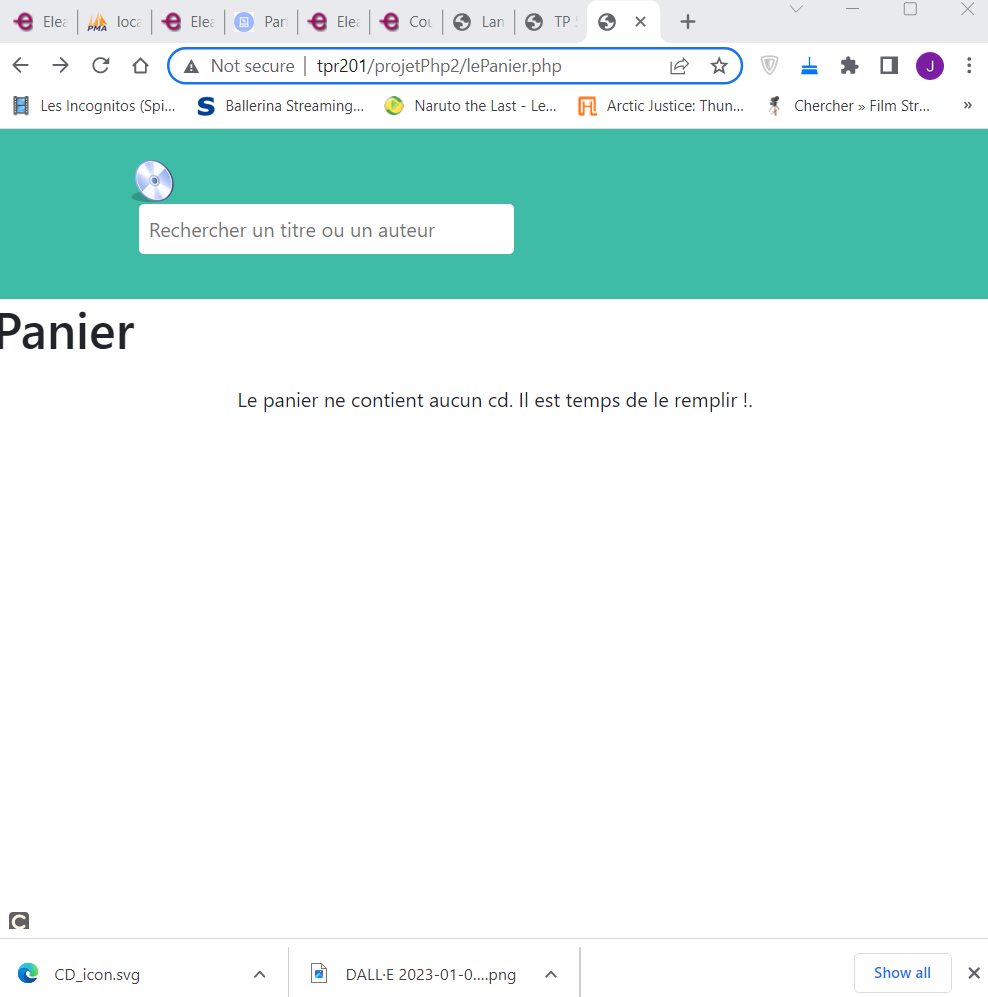 Elea loca Elea Part Elea Cou Lan TP S
Not secure tpr201/projetPhp2/lePanier.php J
Les Incognitos (Spi... S Ballerina Streaming... Naruto the Last - Le... Arctic Justice: Thun... Chercher » Film Str... »
Rechercher un titre ou un auteur
Panier
Le panier ne contient aucun cd. Il est temps de le remplir !.
C
CD_icon.svg DALL·E 2023-01-0....png Show all